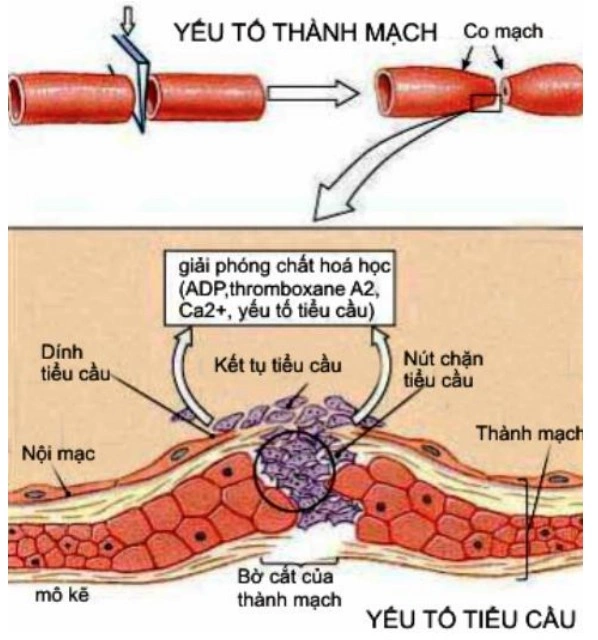 YẾU TỐ THÀNH MẠCH
Co mạch
giải phóng chất hoá học
(ADP,thromboxane A2,
Ca2+, yếu tố tiểu cầu)
Dính
tiểu cầu
Kết tụ tiểu cầu
Nút chặn
tiểu cầu
Nội mạc
Thành mạch
mô kẽ
Bờ cắt của
thành mạch
YẾU TỐ TIỂU CẦU